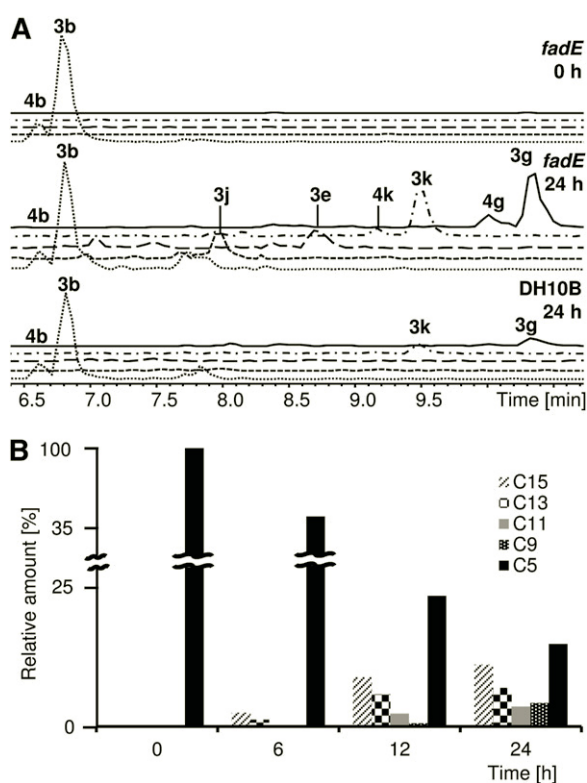 A
3b
fadE
0 h
4b
3b
fadE
24 h
3g
4b
3j
3e
4k
3k
4g
3b
DH10B
24 h
4b
3k
3g
6.5 7.0 7.5 8.0 8.5 9.0 9.5 Time [min]
B
Relative amount [%]
100
35
25
0
C15
C13
C11
C9
C5
0 6 12 24
Time [h]